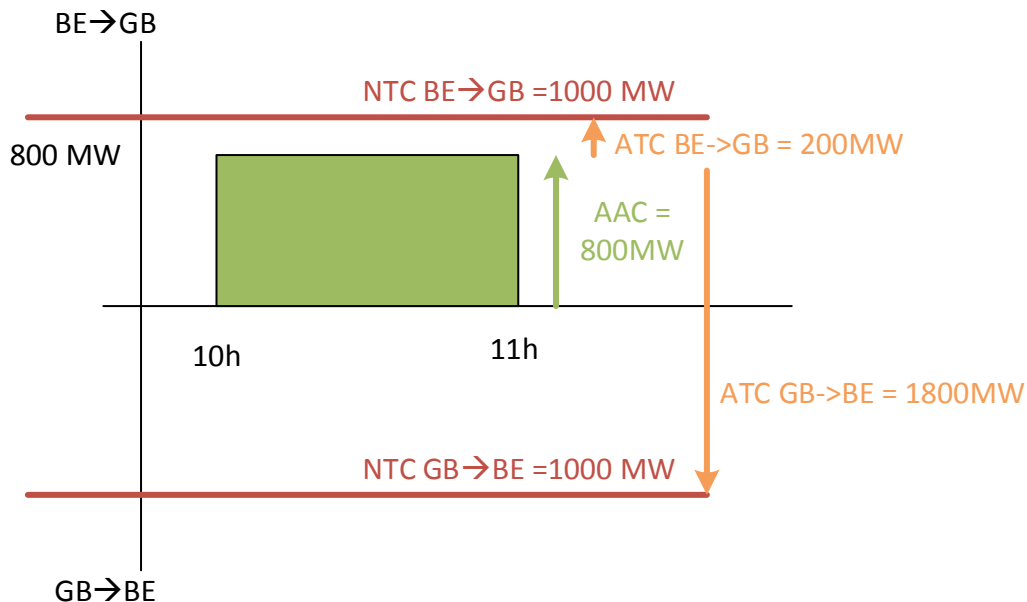 BE→GB
NTC BE→GB =1000 MW
800 MW
ATC BE->GB = 200MW
AAC =
800MW
10h
11h
ATC GB->BE = 1800MW
NTC GB→BE =1000 MW
GB→BE